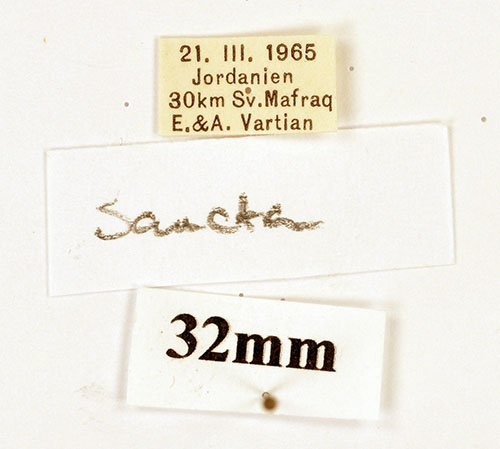 21. III. 1965
Jordanien
30km Sv.Mafraq
E.&A. Vartian
Sancta
32mm